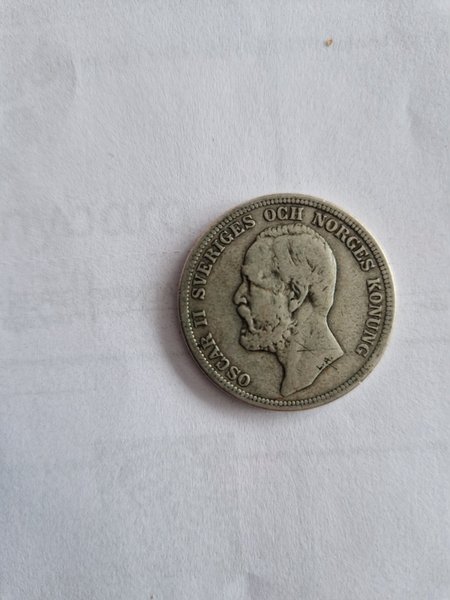 OSCAR II SVERIGES OCH NORGES KONUNG
L.A.